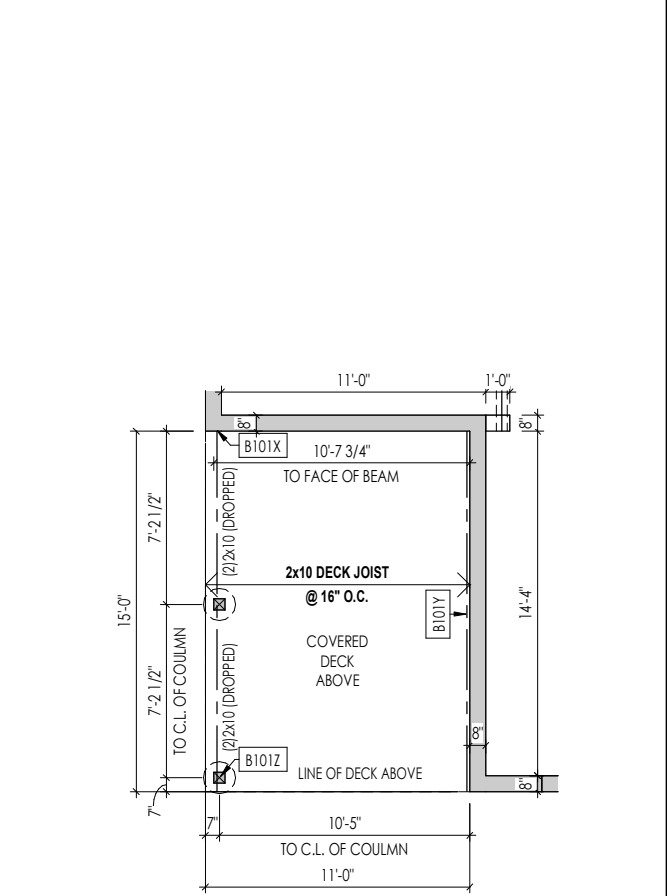 11'-0"
1'-0"
8"
8"
B101X
10'-7 3/4"
TO FACE OF BEAM
(2)2x10 (DROPPED)
7'-2 1/2"
2x10 DECK JOIST
@ 16" O.C.
15'-0"
14'-4"
B101Y
COVERED
DECK
ABOVE
7'-2 1/2"
TO C.L. OF COULMN
(2)2x10 (DROPPED)
8"
B101Z
LINE OF DECK ABOVE
8"
7"
7"
10'-5"
TO C.L. OF COULMN
11'-0"